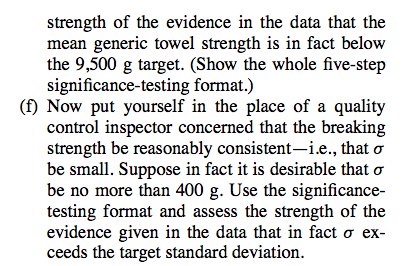 strength of the evidence in the data that the
mean generic towel strength is in fact below
the 9,500 g target. (Show the whole five-step
significance-testing format.)
(f) Now put yourself in the place of a quality
control inspector concerned that the breaking
strength be reasonably consistent—i.e., that σ
be small. Suppose in fact it is desirable that σ
be no more than 400 g. Use the significance-
testing format and assess the strength of the
evidence given in the data that in fact σ ex-
ceeds the target standard deviation.